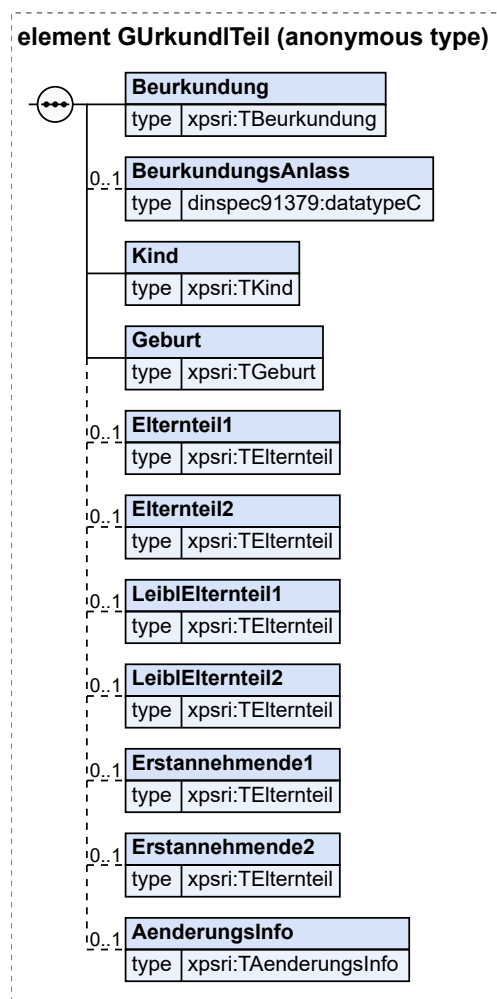 element GUrkundlTeil (anonymous type)
Beurkundung
type xpsri:TBeurkundung
0..1 BeurkundungsAnlass
type dinspec91379:datatypeC
Kind
type xpsri:TKind
Geburt
type xpsri:TGeburt
0..1 Elternteil1
type xpsri:TElternteil
0..1 Elternteil2
type xpsri:TElternteil
0..1 LeiblElternteil1
type xpsri:TElternteil
0..1 LeiblElternteil2
type xpsri:TElternteil
0..1 Erstannehmende1
type xpsri:TElternteil
0..1 Erstannehmende2
type xpsri:TElternteil
0..1 AenderungsInfo
type xpsri:TAenderungsInfo